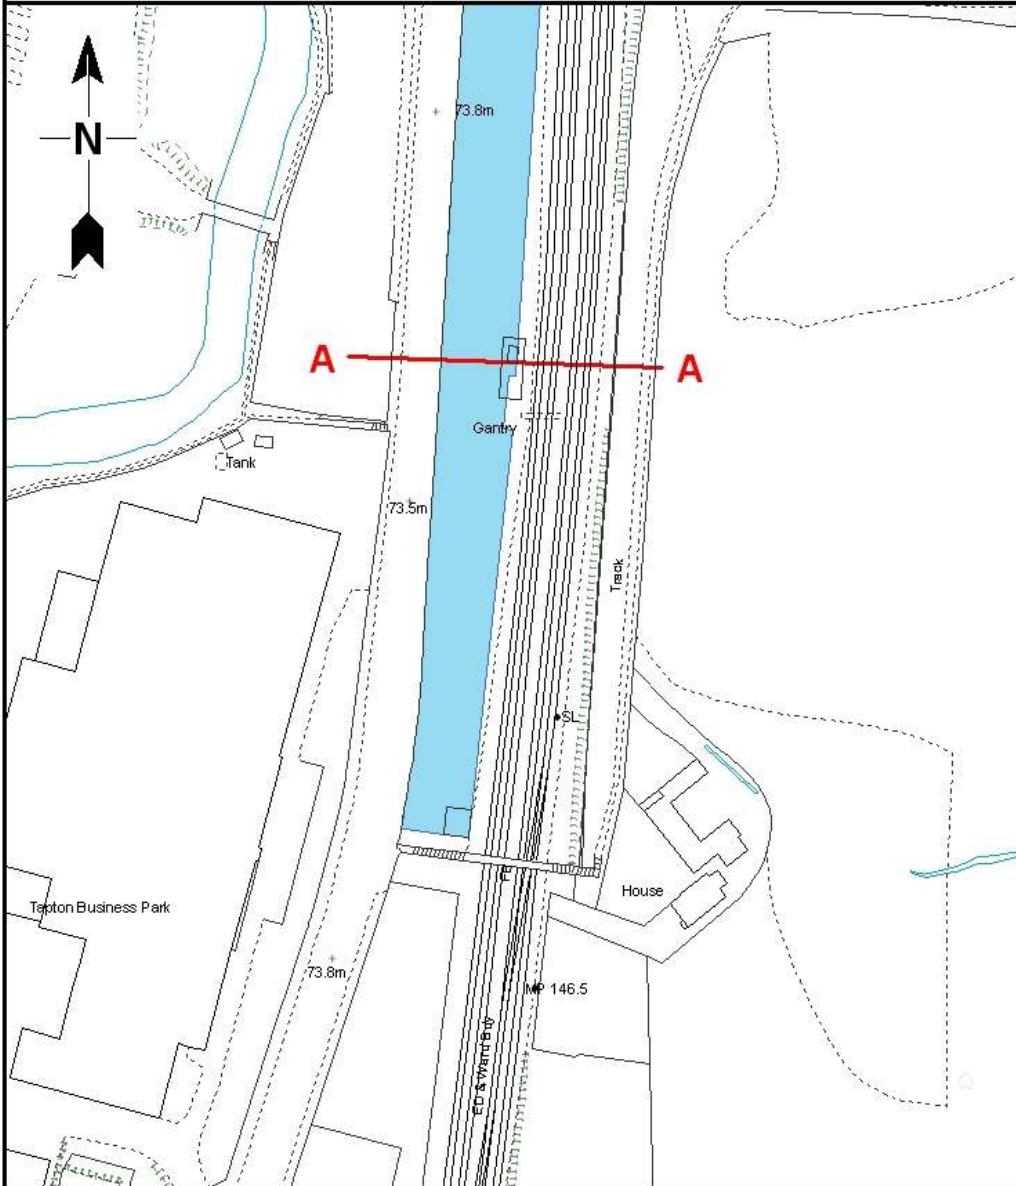 73.8m
N
A
A
Gantry
Tank
73.5m
Track
SL
FB
House
Tapton Business Park
73.8m
MP 146.5
ED & Ward Bdy